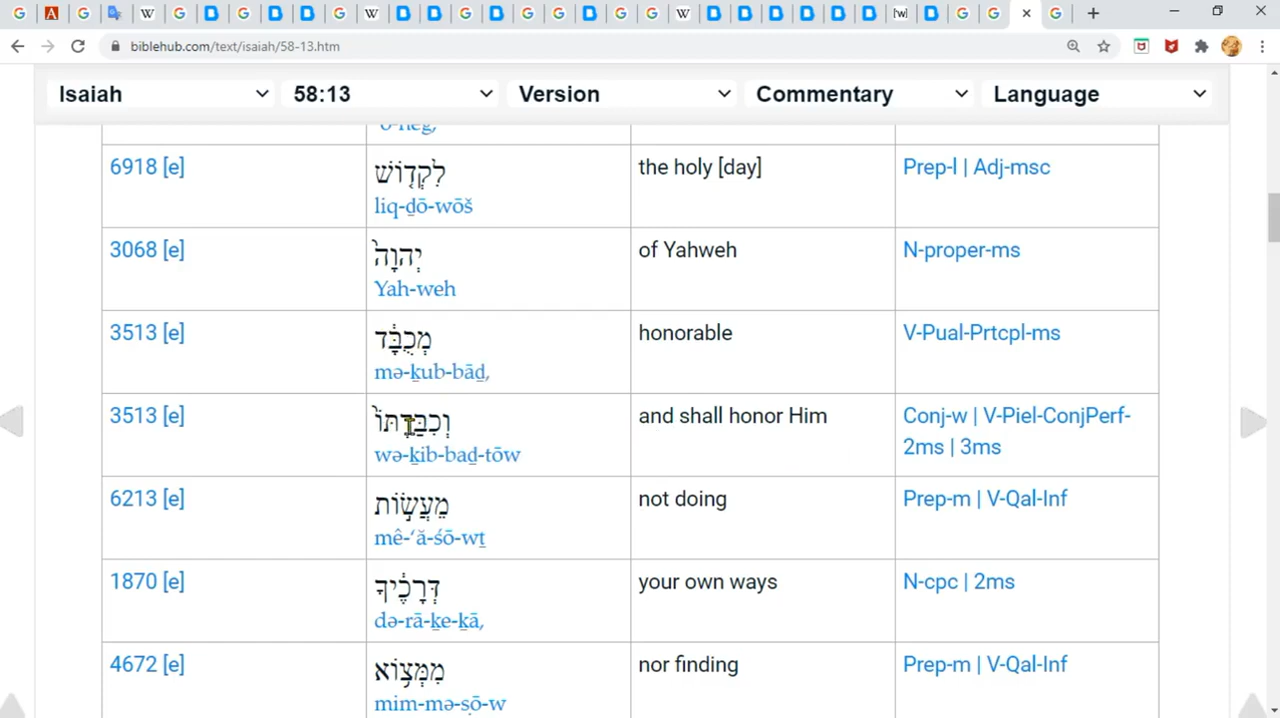 biblehub.com/text/isaiah/58-13.htm
Isaiah 58:13 Version Commentary Language
6918 [e] לִקְד֤וֹשׁ the holy [day] Prep-l | Adj-msc
liq-ḏō-wōš
3068 [e] יְהוָה֙ of Yahweh N-proper-ms
Yah-weh
3513 [e] מְכֻבָּ֔ד honorable V-Pual-Prtcpl-ms
mə-ḵub-bāḏ,
3513 [e] וְכִבַּדְתּוֹ֙ and shall honor Him Conj-w | V-Piel-ConjPerf-
wə-ḵib-baḏ-tōw 2ms | 3ms
6213 [e] מֵעֲשׂ֣וֹת not doing Prep-m | V-Qal-Inf
mê-‘ă-śō-wṯ
1870 [e] דְּרָכֶ֔יךָ your own ways N-cpc | 2ms
də-rā-ḵe-ḵā,
4672 [e] מִמְּצ֥וֹא nor finding Prep-m | V-Qal-Inf
mim-mə-ṣō-w